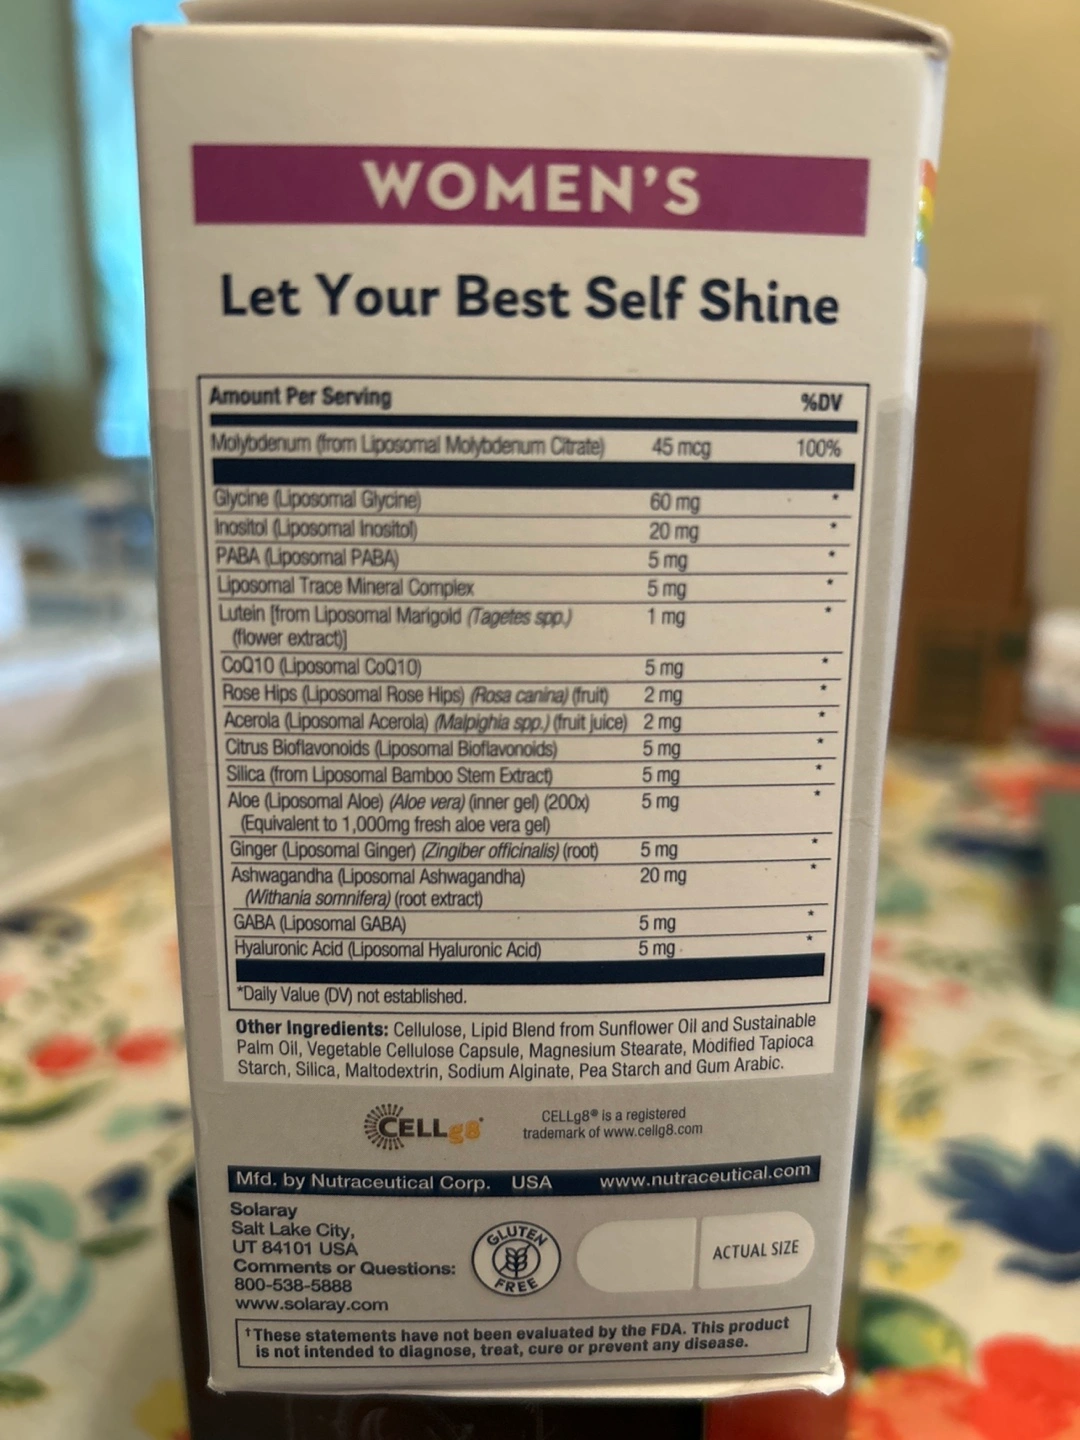 WOMEN'S
Let Your Best Self Shine
Amount Per Serving %DV
Molybdenum (from Liposomal Molybdenum Citrate) 45 mcg 100%
Glycine (Liposomal Glycine) 60 mg *
Inositol (Liposomal Inositol) 20 mg *
PABA (Liposomal PABA) 5 mg *
Liposomal Trace Mineral Complex 5 mg *
Lutein [from Liposomal Marigold (Tagetes spp.) 1 mg *
(flower extract)]
CoQ10 (Liposomal CoQ10) 5 mg *
Rose Hips (Liposomal Rose Hips) (Rosa canina) (fruit) 2 mg *
Acerola (Liposomal Acerola) (Malpighia spp.) (fruit juice) 2 mg *
Citrus Bioflavonoids (Liposomal Bioflavonoids) 5 mg *
Silica (from Liposomal Bamboo Stem Extract) 5 mg *
Aloe (Liposomal Aloe) (Aloe vera) (inner gel) (200x) 5 mg *
(Equivalent to 1,000mg fresh aloe vera gel)
Ginger (Liposomal Ginger) (Zingiber officinalis) (root) 5 mg *
Ashwagandha (Liposomal Ashwagandha) 20 mg *
(Withania somnifera) (root extract)
GABA (Liposomal GABA) 5 mg *
Hyaluronic Acid (Liposomal Hyaluronic Acid) 5 mg *
*Daily Value (DV) not established.
Other Ingredients: Cellulose, Lipid Blend from Sunflower Oil and Sustainable
Palm Oil, Vegetable Cellulose Capsule, Magnesium Stearate, Modified Tapioca
Starch, Silica, Maltodextrin, Sodium Alginate, Pea Starch and Gum Arabic.
CELLg8®
CELLg8® is a registered
trademark of www.cellg8.com
Mfd. by Nutraceutical Corp. USA www.nutraceutical.com
Solaray
Salt Lake City,
UT 84101 USA
Comments or Questions:
800-538-5888
www.solaray.com
GLUTEN
FREE
ACTUAL SIZE
†These statements have not been evaluated by the FDA. This product
is not intended to diagnose, treat, cure or prevent any disease.